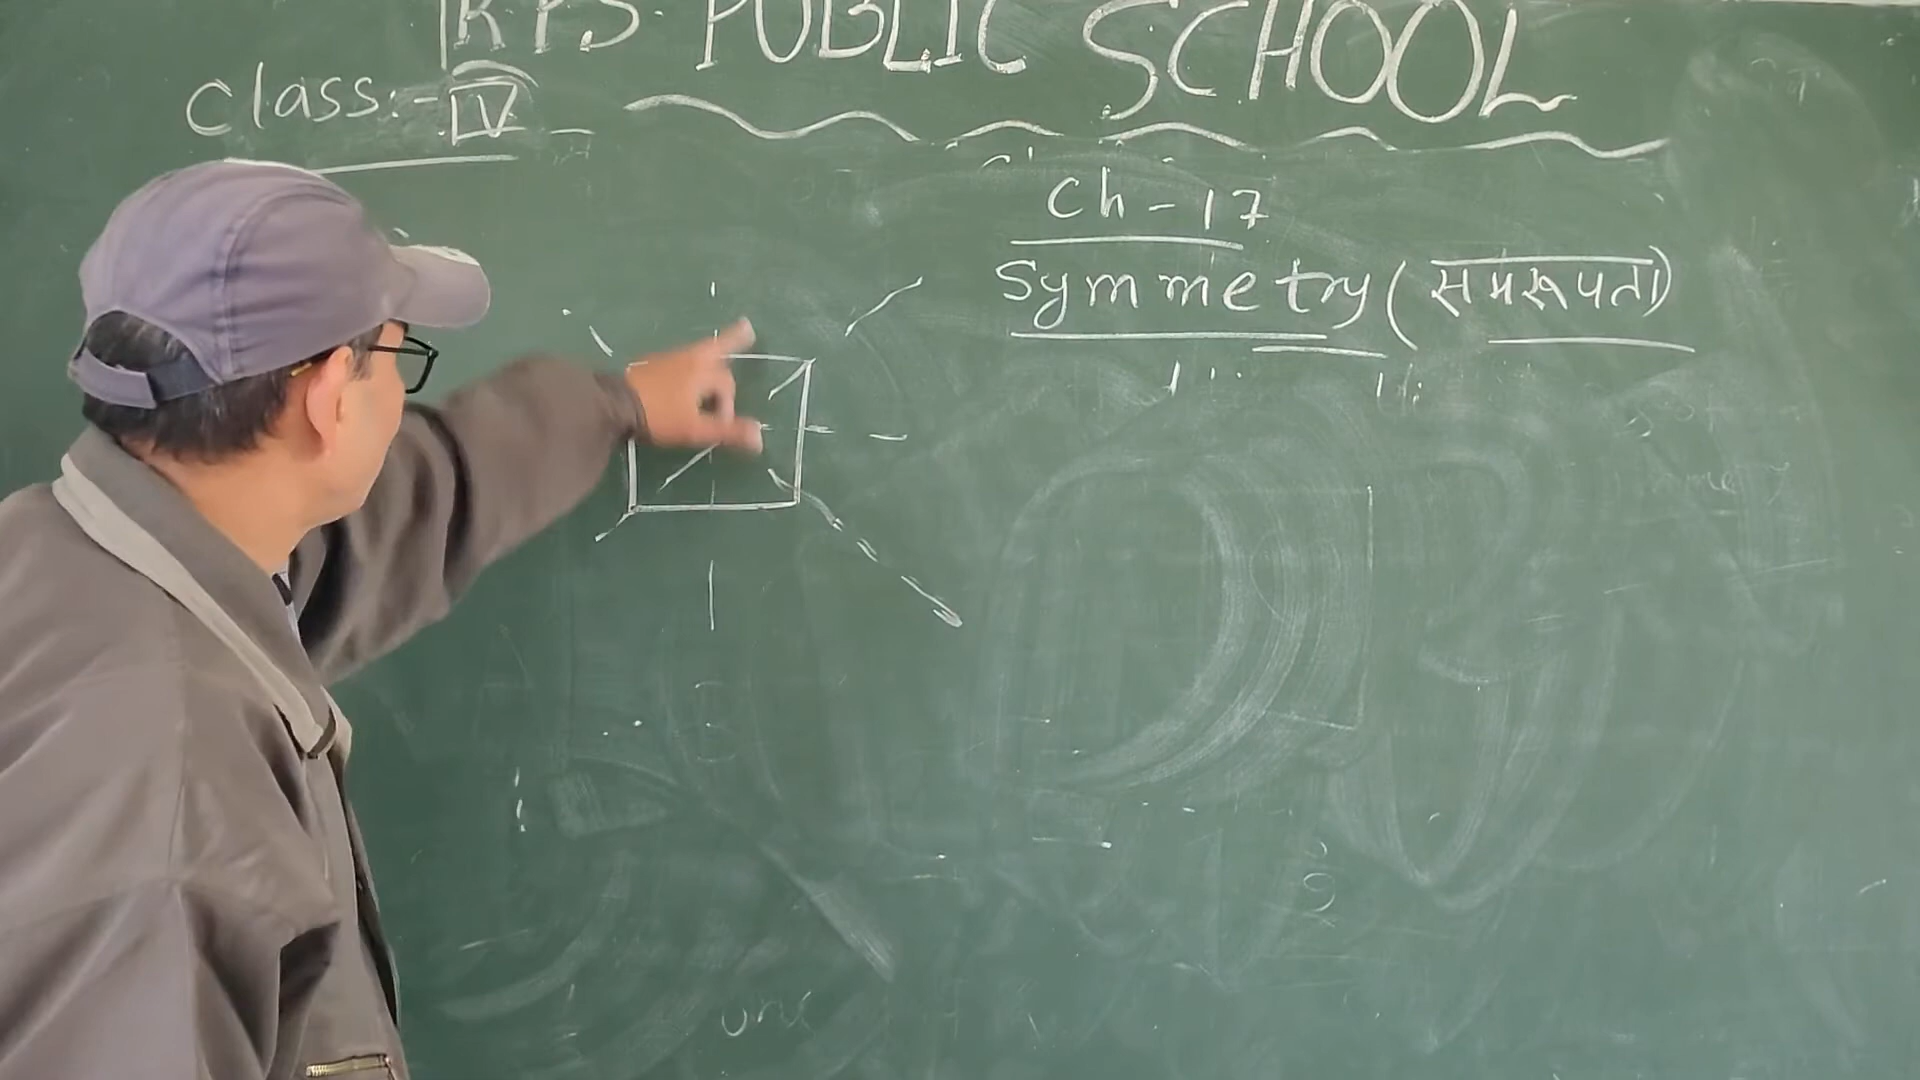 RPS PUBLIC SCHOOL
Class:- IV
Ch - 17
Symmetry (समरूपता)